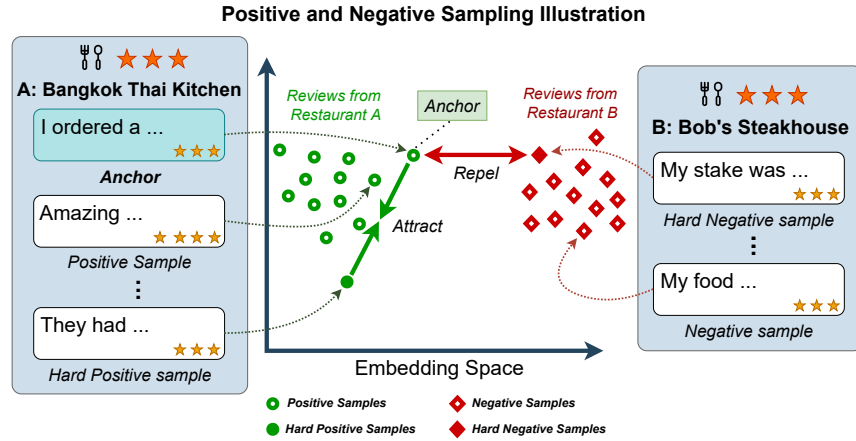 Positive and Negative Sampling Illustration
A: Bangkok Thai Kitchen
I ordered a ...
Anchor
Amazing ...
Positive Sample
They had ...
Hard Positive sample
Reviews from
Restaurant A
Anchor
Reviews from
Restaurant B
Repel
Attract
Embedding Space
B: Bob's Steakhouse
My stake was ...
Hard Negative sample
My food ...
Negative sample
Positive Samples
Negative Samples
Hard Positive Samples
Hard Negative Samples